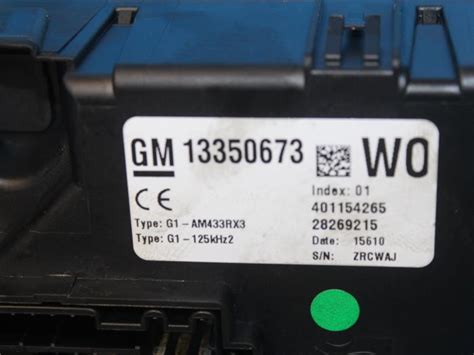 GM 13350673 WO
CE
Index: 01
401154265
Type: G1-AM433RX3
28269215
Type: G1-125kHz2
Date: 15610
S/N: ZRCWAJ